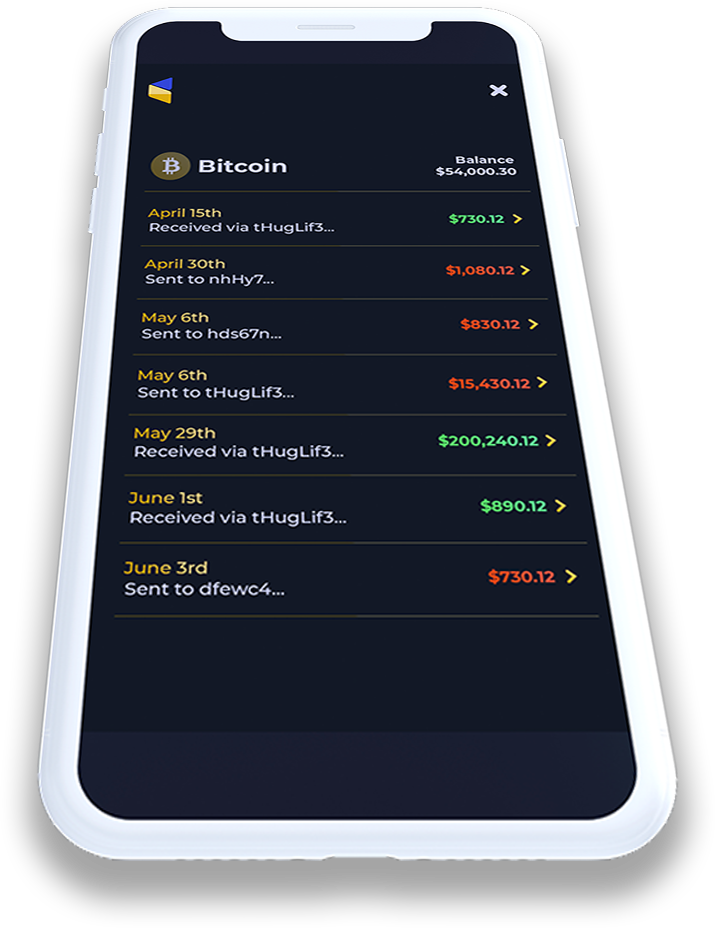 Bitcoin
Balance
$54,000.30
April 15th
Received via tHugLif3...
$730.12
April 30th
Sent to nhHy7...
$1,080.12
May 6th
Sent to hds67n...
$830.12
May 6th
Sent to tHugLif3...
$15,430.12
May 29th
Received via tHugLif3...
$200,240.12
June 1st
Received via tHugLif3...
$890.12
June 3rd
Sent to dfewc4...
$730.12